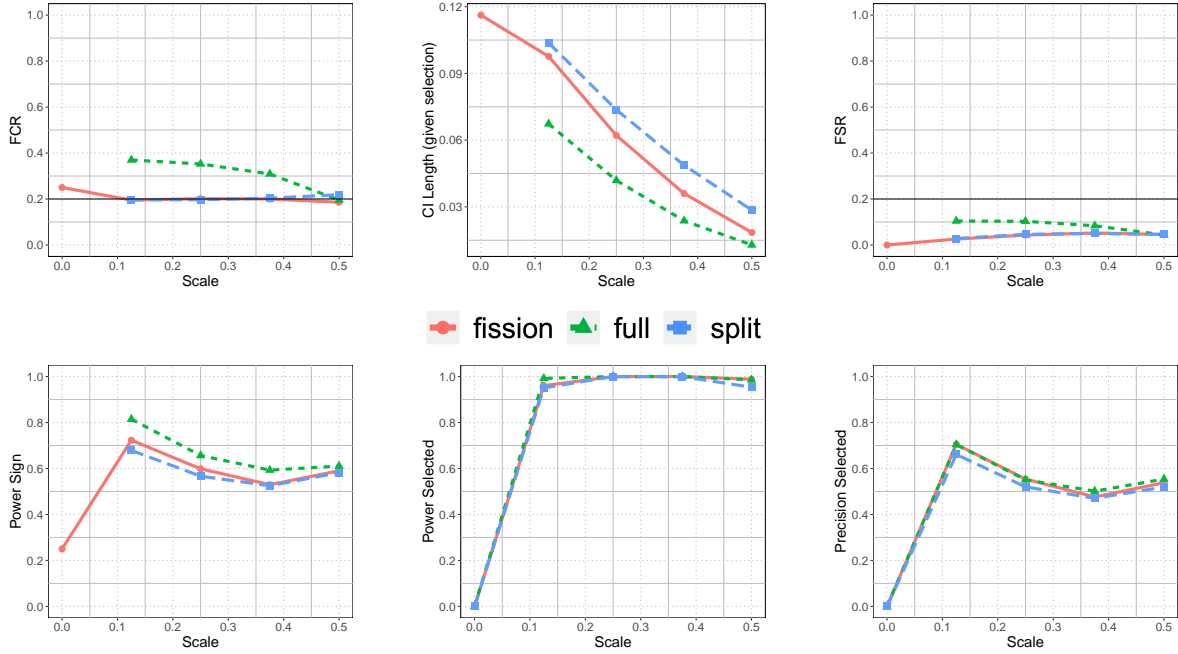 FCR
1.0
0.8
0.6
0.4
0.2
0.0
0.0 0.1 0.2 0.3 0.4 0.5
Scale
CI Length (given selection)
0.12
0.09
0.06
0.03
0.0 0.1 0.2 0.3 0.4 0.5
Scale
FSR
1.0
0.8
0.6
0.4
0.2
0.0
0.0 0.1 0.2 0.3 0.4 0.5
Scale
fission full split
Power Sign
1.0
0.8
0.6
0.4
0.2
0.0
0.0 0.1 0.2 0.3 0.4 0.5
Scale
Power Selected
1.0
0.8
0.6
0.4
0.2
0.0
0.0 0.1 0.2 0.3 0.4 0.5
Scale
Precision Selected
1.0
0.8
0.6
0.4
0.2
0.0
0.0 0.1 0.2 0.3 0.4 0.5
Scale